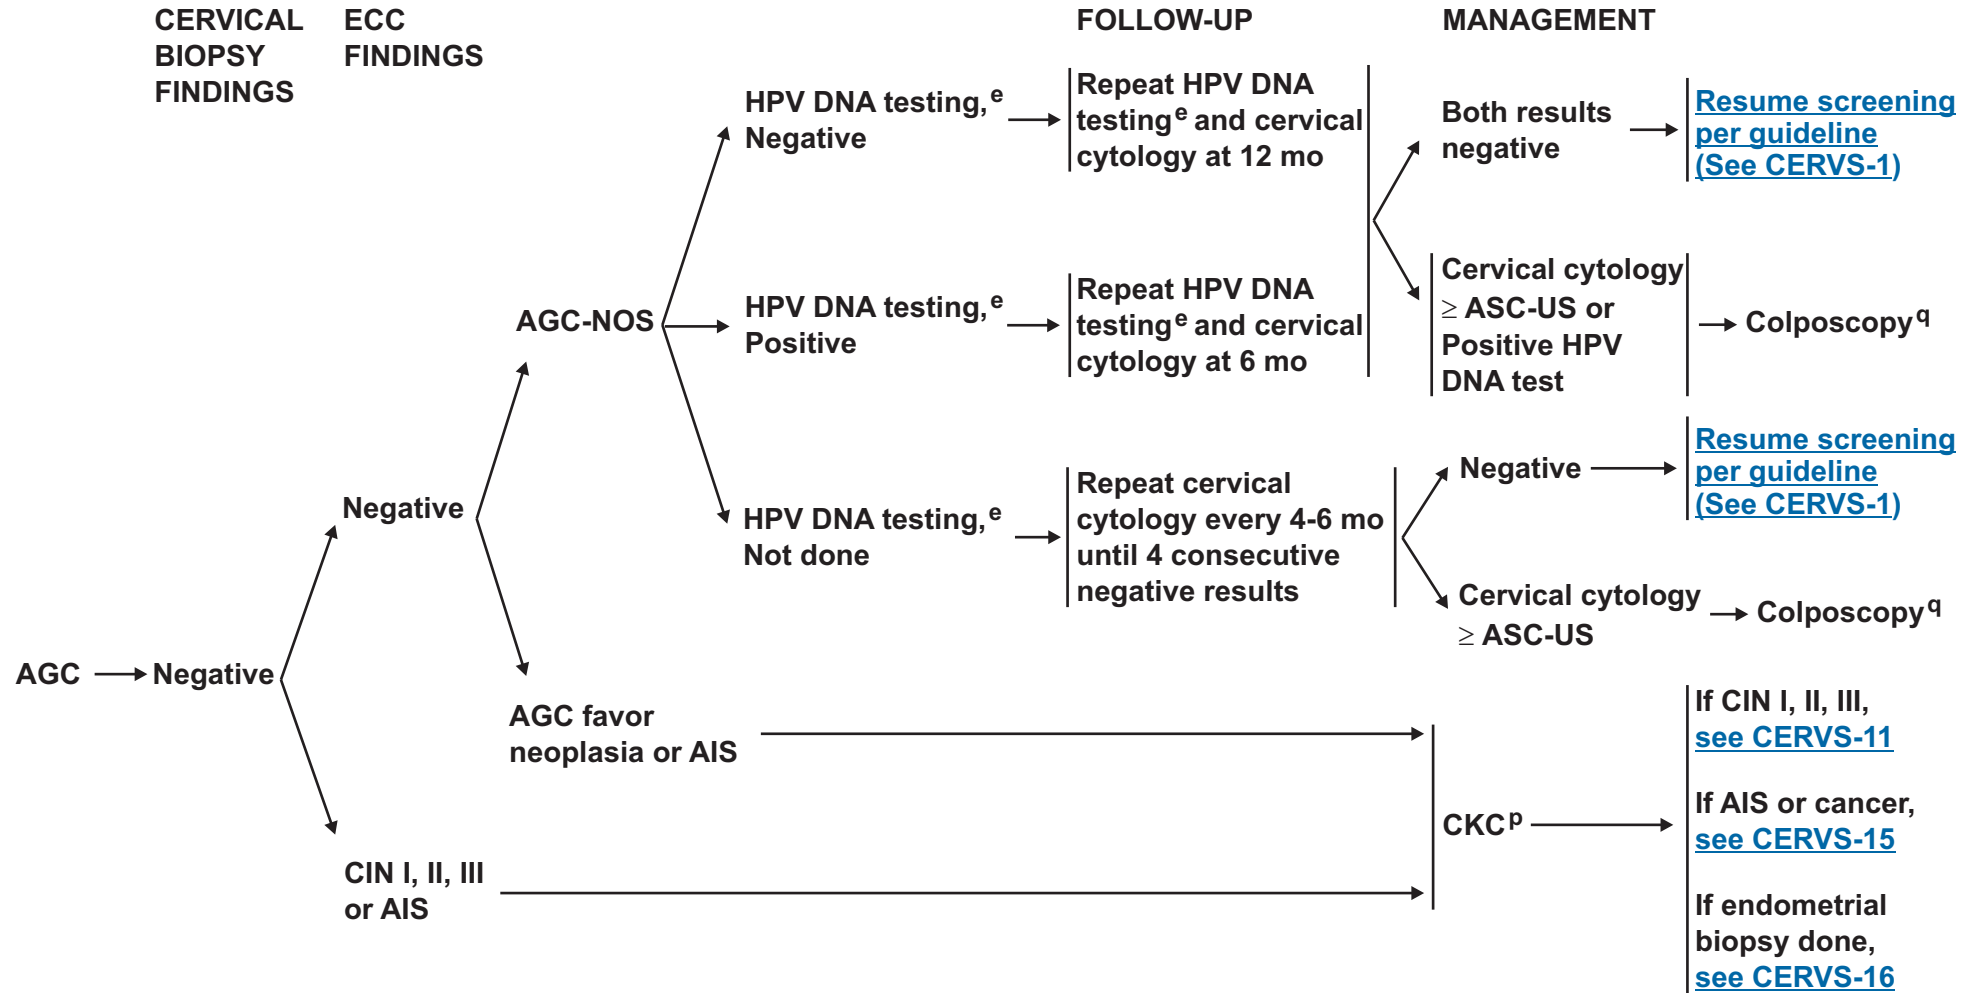 CERVICAL
BIOPSY
FINDINGS
ECC
FINDINGS
FOLLOW-UP
MANAGEMENT
HPV DNA testing,e
Negative
Repeat HPV DNA
testinge and cervical
cytology at 12 mo
Both results
negative
Resume screening
per guideline
(See CERVS-1)
AGC-NOS
HPV DNA testing,e
Positive
Repeat HPV DNA
testinge and cervical
cytology at 6 mo
Cervical cytology
≥ ASC-US or
Positive HPV
DNA test
Colposcopyq
HPV DNA testing,e
Not done
Repeat cervical
cytology every 4-6 mo
until 4 consecutive
negative results
Negative
Resume screening
per guideline
(See CERVS-1)
Cervical cytology
≥ ASC-US
Colposcopyq
AGC
Negative
Negative
AGC favor
neoplasia or AIS
CIN I, II, III
or AIS
CKCp
If CIN I, II, III,
see CERVS-11
If AIS or cancer,
see CERVS-15
If endometrial
biopsy done,
see CERVS-16